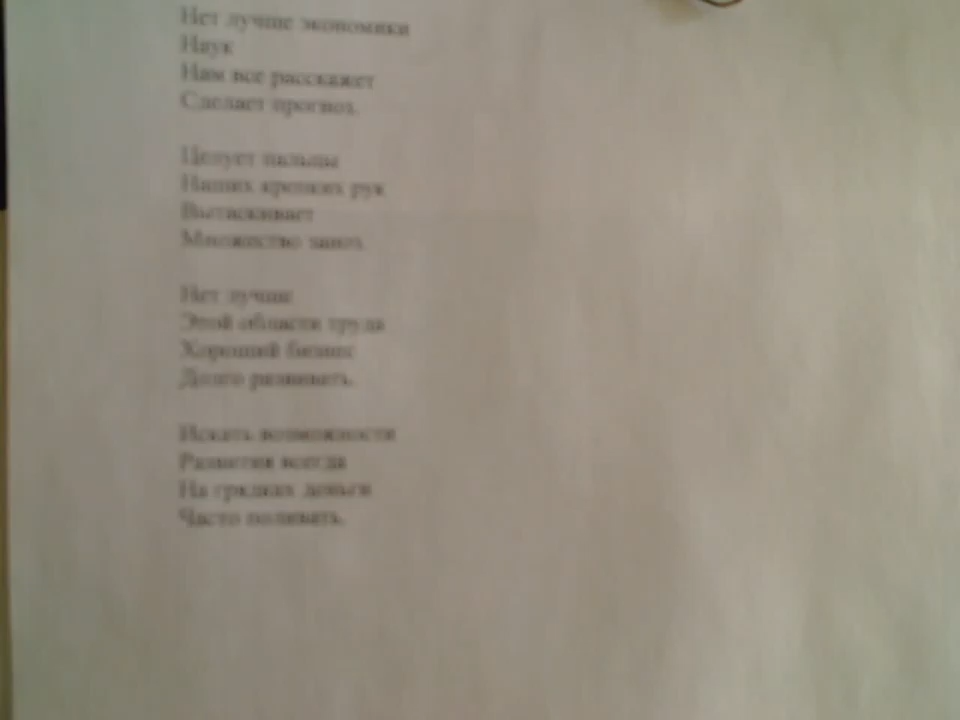 Нет лучше экономики
Наук
Нам все расскажет
Сделает прогноз.
Целует пальцы
Наших крепких рук
Вытаскивает
Множество заноз.
Нет лучше
Этой области труда
Хороший бизнес
Долго развивать.
Искать возможности
Развития всегда
На грядках деньги
Часто поливать.